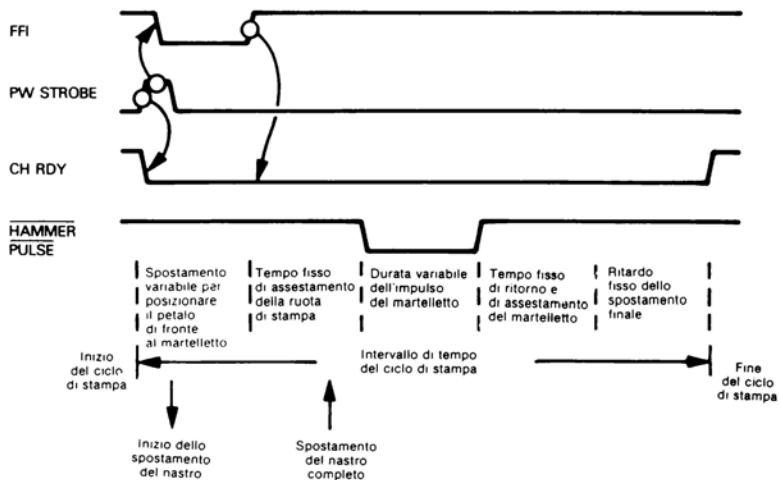 FFI
PW STROBE
CH RDY
HAMMER
PULSE
Spostamento
variabile per
posizionare
il petalo
di fronte
al martelletto
Tempo fisso
di assestamento
della ruota
di stampa
Durata variabile
dell'impulso
del martelletto
Tempo fisso
di ritorno e
di assestamento
del martelletto
Ritardo
fisso dello
spostamento
finale
Inizio
del ciclo
di stampa
Intervallo di tempo
del ciclo di stampa
Fine
del ciclo
di stampa
Inizio dello
spostamento
del nastro
Spostamento
del nastro
completo